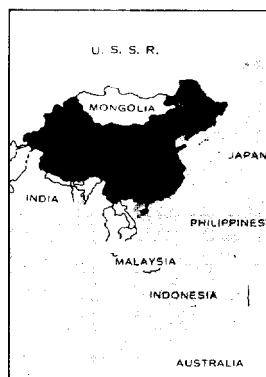 U. S. S. R.
MONGOLIA
JAPAN
INDIA
PHILIPPINES
MALAYSIA
INDONESIA
AUSTRALIA